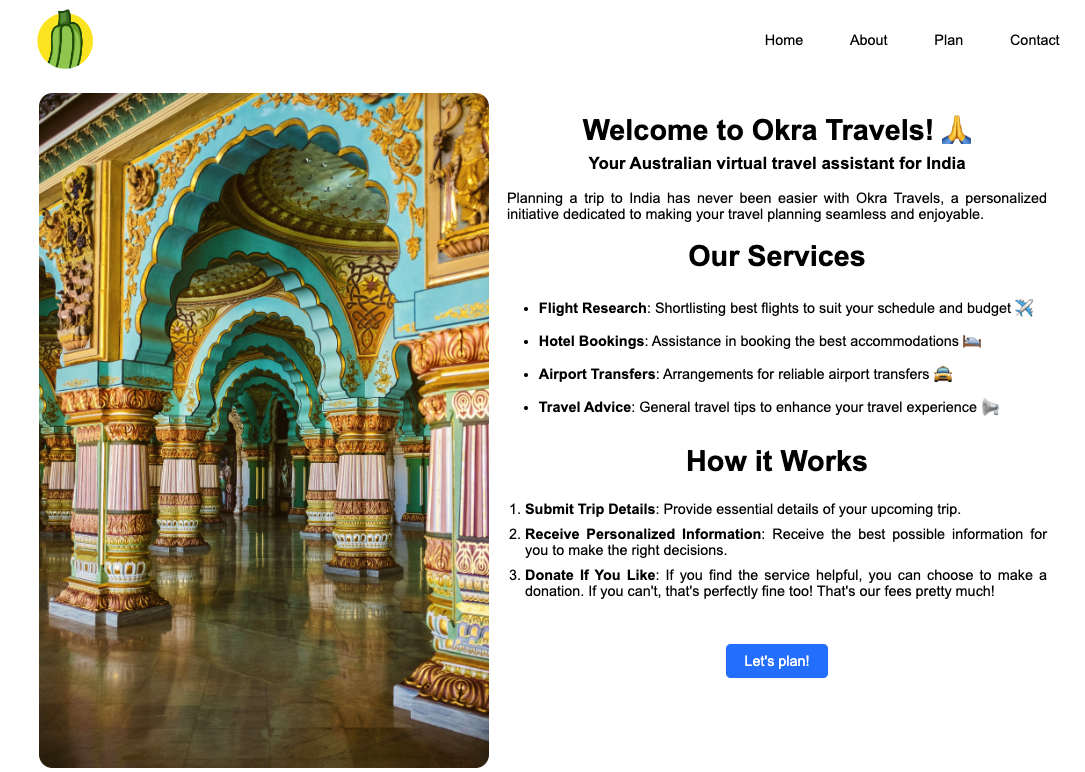 Home About Plan Contact
Welcome to Okra Travels! 🙏
Your Australian virtual travel assistant for India
Planning a trip to India has never been easier with Okra Travels, a personalized
initiative dedicated to making your travel planning seamless and enjoyable.
Our Services
• Flight Research: Shortlisting best flights to suit your schedule and budget ✈️
• Hotel Bookings: Assistance in booking the best accommodations 🛌
• Airport Transfers: Arrangements for reliable airport transfers 🚖
• Travel Advice: General travel tips to enhance your travel experience 📢
How it Works
1. Submit Trip Details: Provide essential details of your upcoming trip.
2. Receive Personalized Information: Receive the best possible information for
you to make the right decisions.
3. Donate If You Like: If you find the service helpful, you can choose to make a
donation. If you can't, that's perfectly fine too! That's our fees pretty much!
Let's plan!